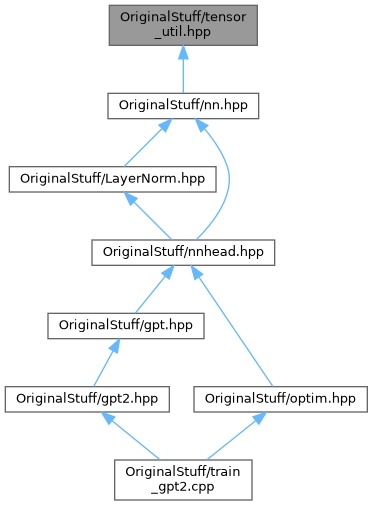 OriginalStuff/tensor
_util.hpp
OriginalStuff/nn.hpp
OriginalStuff/LayerNorm.hpp
OriginalStuff/nnhead.hpp
OriginalStuff/gpt.hpp
OriginalStuff/gpt2.hpp
OriginalStuff/optim.hpp
OriginalStuff/train
_gpt2.cpp